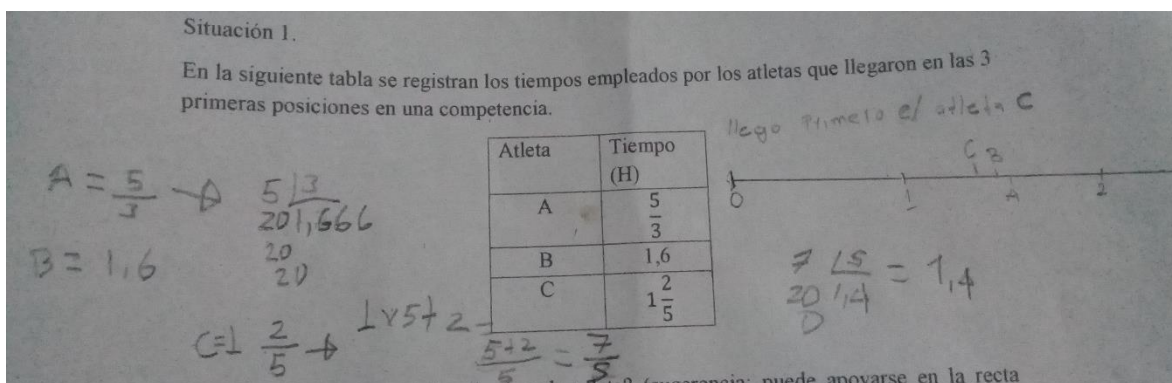 Situación 1.
En la siguiente tabla se registran los tiempos empleados por los atletas que llegaron en las 3
primeras posiciones en una competencia.
llego Primero el atleta C
Atleta Tiempo
(H)
A 5/3
B 1,6
C 1 2/5
A = 5/3 → 5 | 3
20 1,666
20
20
B = 1,6
C=1 2/5 → 1x5+2
5+2/5 = 7/5
C B
0 1 A 2
7 | 5 = 1,4
20 1,4
0
puede apoyarse en la recta